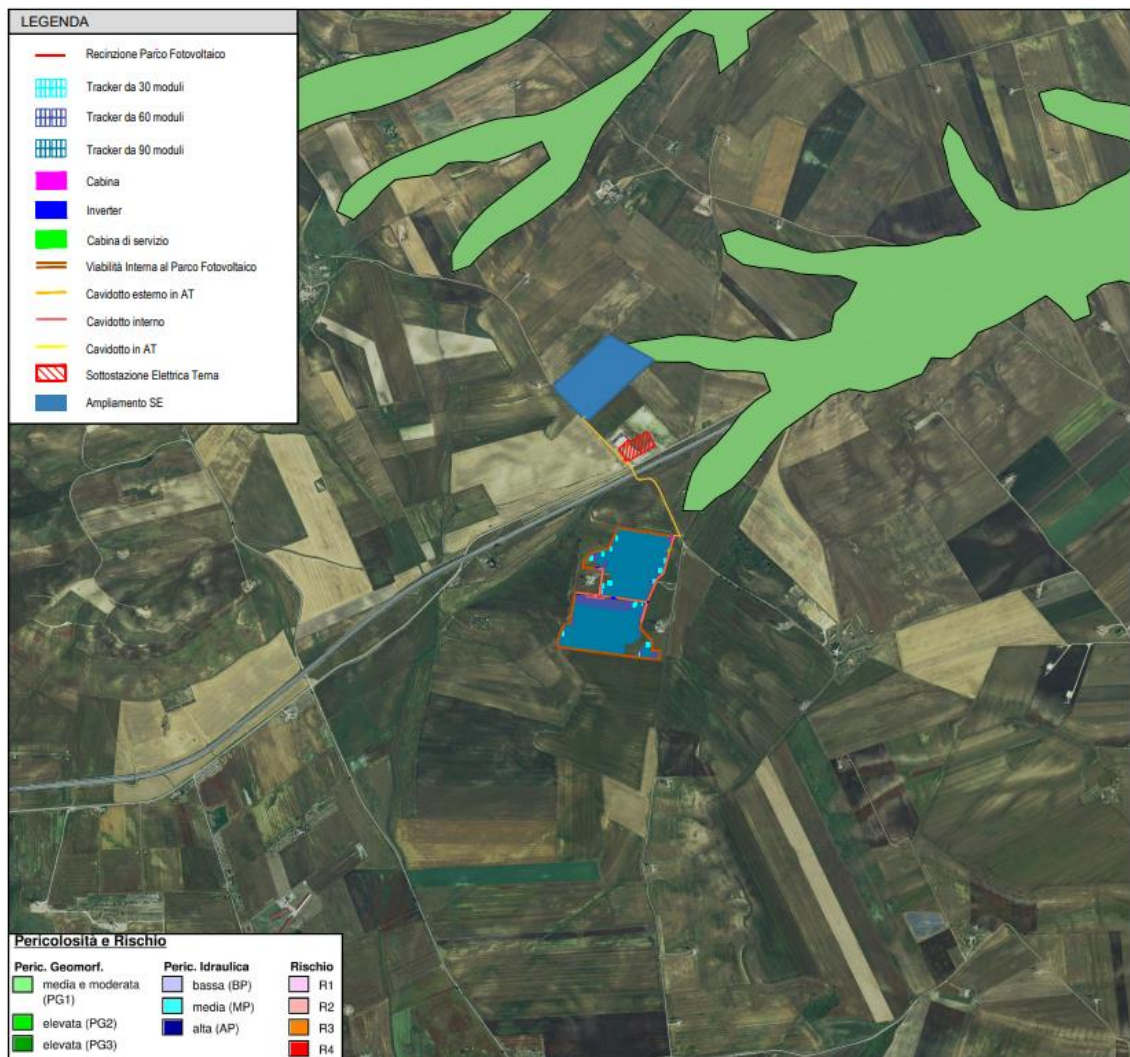 LEGENDA
Recinzione Parco Fotovoltaico
Tracker da 30 moduli
Tracker da 60 moduli
Tracker da 90 moduli
Cabina
Inverter
Cabina di servizio
Viabilità Interna al Parco Fotovoltaico
Cavidotto esterno in AT
Cavidotto interno
Cavidotto in AT
Sottostazione Elettrica Terna
Ampliamento SE
Pericolosità e Rischio
Peric. Geomorf.
media e moderata
(PG1)
elevata (PG2)
elevata (PG3)
Peric. Idraulica
bassa (BP)
media (MP)
alta (AP)
Rischio
R1
R2
R3
R4